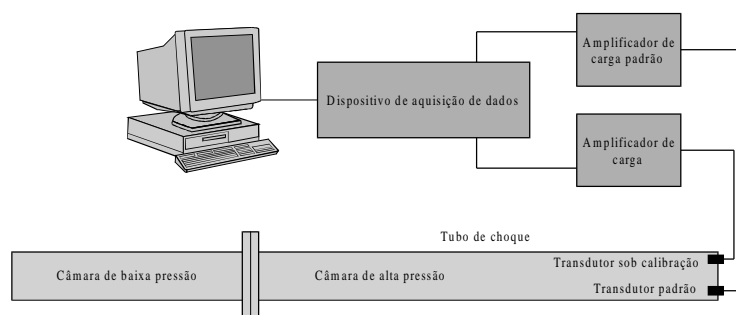 Amplificador de
carga padrão
Dispositivo de aquisição de dados
Amplificador de
carga
Tubo de choque
Câmara de baixa pressão
Câmara de alta pressão
Transdutor sob calibração
Transdutor padrão